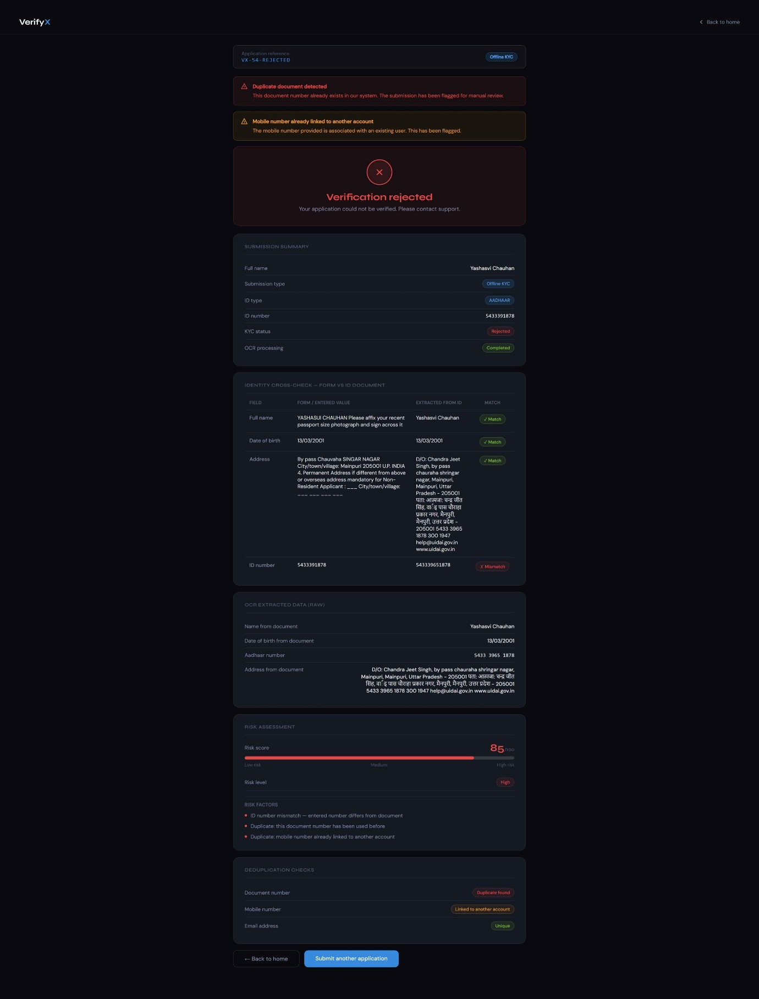 VerifyX
Back to home
Application reference
VX-54-REJECTED
Offline KYC
Duplicate document detected
This document number already exists in our system. The submission has been flagged for manual review.
Mobile number already linked to another account
The mobile number provided is associated with an existing user. This has been flagged.
Verification rejected
Your application could not be verified. Please contact support.
SUBMISSION SUMMARY
Full name Yashasvi Chauhan
Submission type Offline KYC
ID type AADHAAR
ID number 5433391878
KYC status Rejected
OCR processing Completed
IDENTITY CROSS-CHECK — FORM VS ID DOCUMENT
FIELD FORM / ENTERED VALUE EXTRACTED FROM ID MATCH
Full name
YASHASUI CHAUHAN Please affix your recent
passport size photograph and sign across it
Yashasvi Chauhan
✓ Match
Date of birth 13/03/2001 13/03/2001 ✓ Match
Address
By pass Chauvaha SINGAR NAGAR
City/town/village: Mainpuri 205001 U.P. INDIA
4. Permanent Address if different from above
or overseas address mandatory for Non-
Resident Applicant : ___ City/town/village:
___ ___ ___ ___
D/O: Chandra Jeet
Singh, by pass
chauraha shringar
nagar, Mainpuri,
Mainpuri, Uttar
Pradesh - 205001
पता: आत्मजा: चन्द्र जीत
सिंह, वार्इ पास चौराहा
प्रकार नगर, मैनपुरी,
मैनपुरी, उत्तर प्रदेश -
205001 5433 3965
1878 300 1947
help@uidai.gov.in
www.uidai.gov.in
✓ Match
ID number 5433391878 543339651878 ✗ Mismatch
OCR EXTRACTED DATA (RAW)
Name from document Yashasvi Chauhan
Date of birth from document 13/03/2001
Aadhaar number 5433 3965 1878
Address from document
D/O: Chandra Jeet Singh, by pass chauraha shringar nagar,
Mainpuri, Mainpuri, Uttar Pradesh - 205001 पता: आत्मजा: चन्द्र जीत
सिंह, वार्इ पास चौराहा प्रकार नगर, मैनपुरी, मैनपुरी, उत्तर प्रदेश - 205001
5433 3965 1878 300 1947 help@uidai.gov.in www.uidai.gov.in
RISK ASSESSMENT
Risk score 85/100
Low risk Medium High risk
Risk level High
RISK FACTORS
ID number mismatch — entered number differs from document
Duplicate: this document number has been used before
Duplicate: mobile number already linked to another account
DEDUPLICATION CHECKS
Document number Duplicate found
Mobile number Linked to another account
Email address Unique
← Back to home
Submit another application